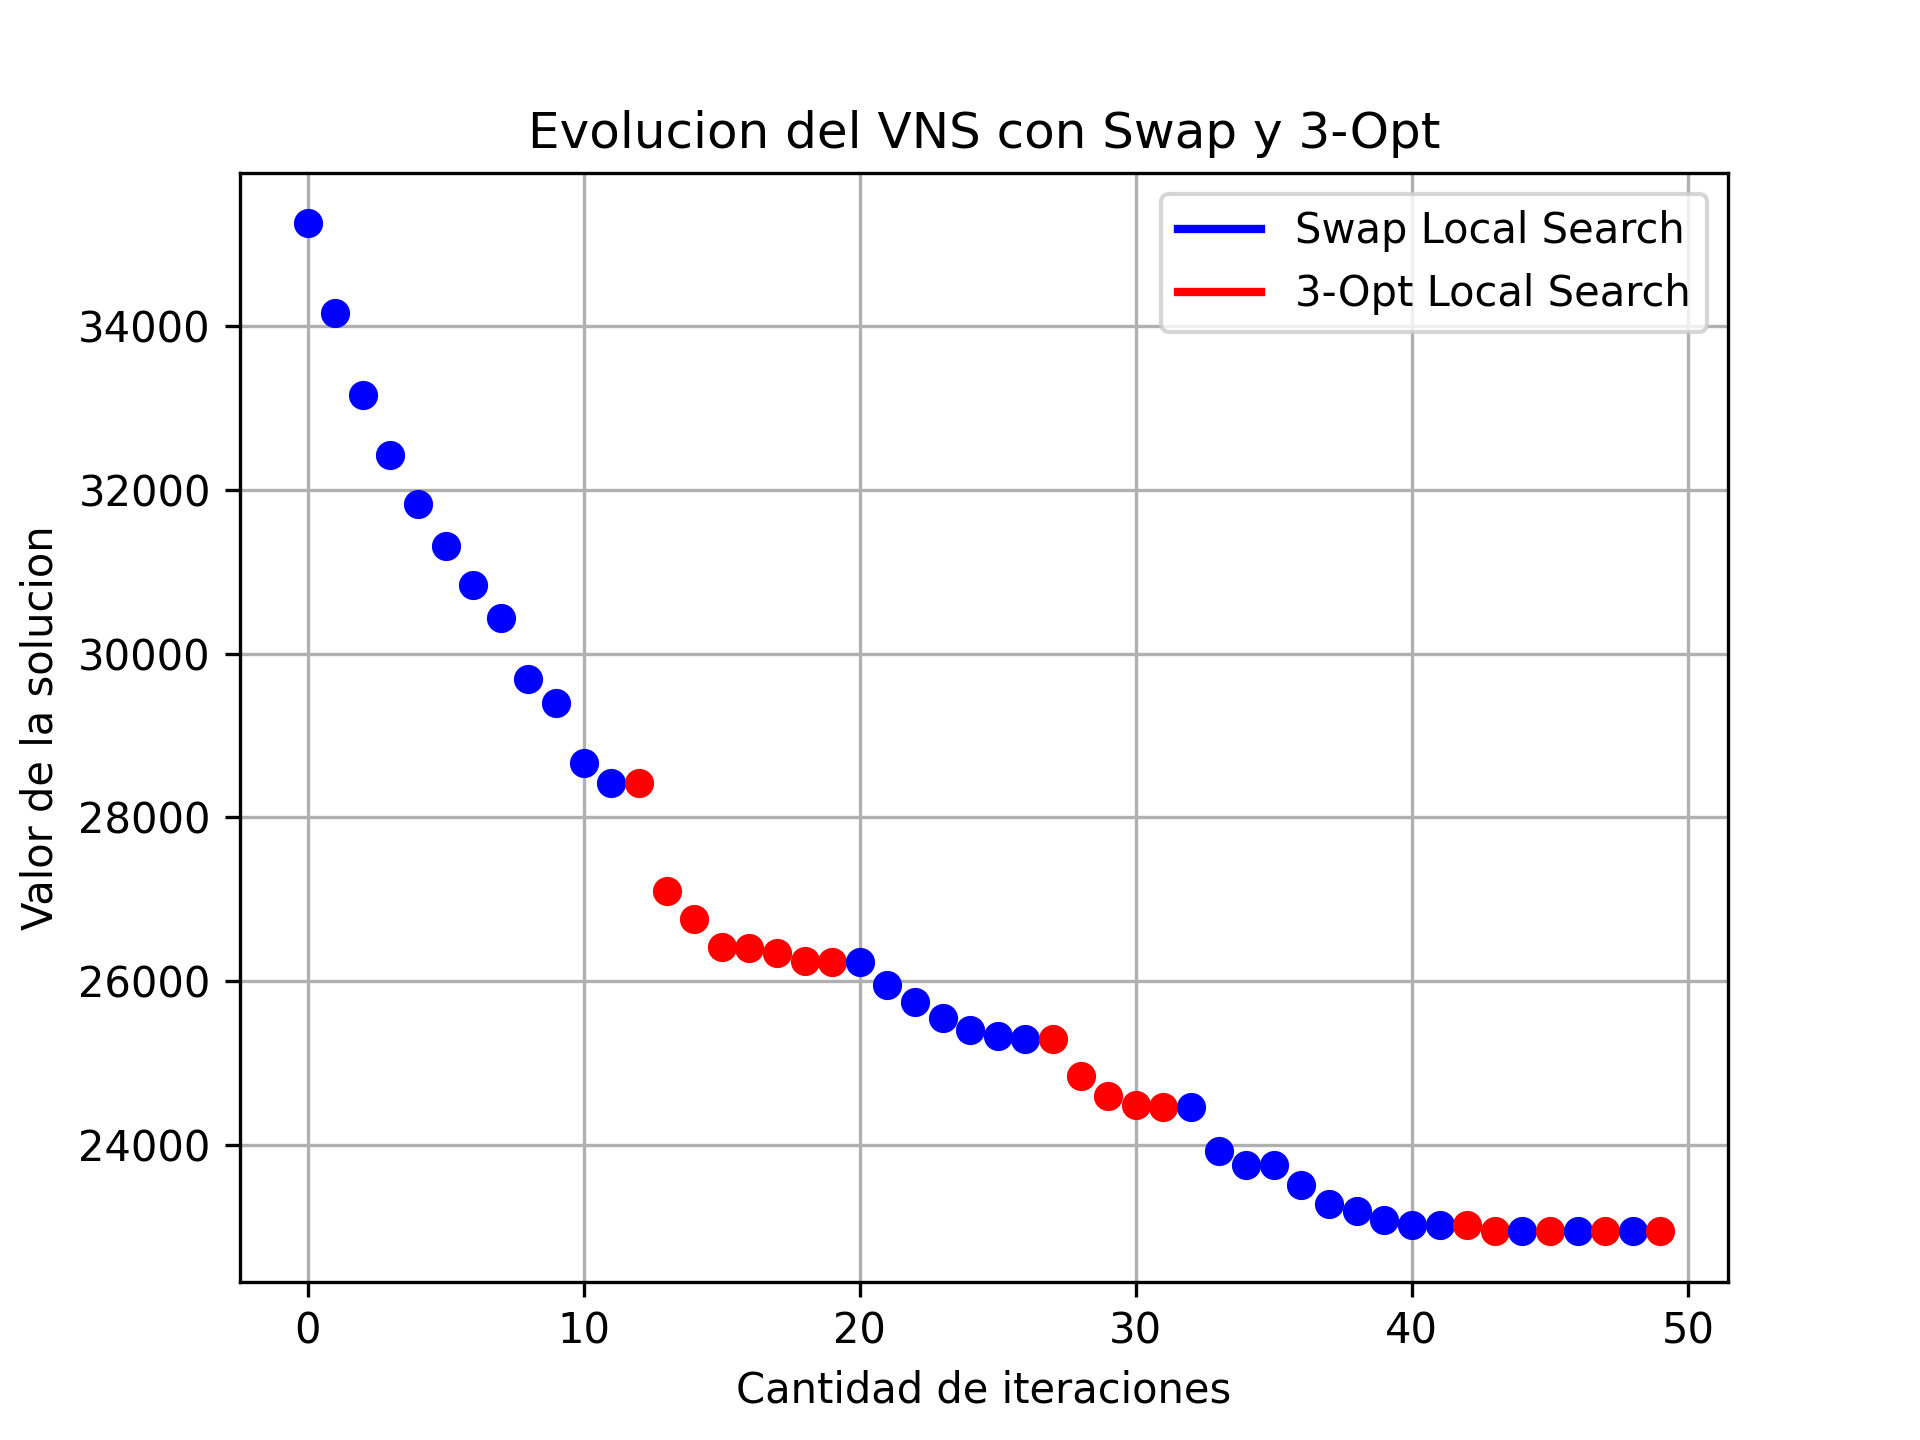 Evolucion del VNS con Swap y 3-Opt
Swap Local Search
3-Opt Local Search
34000
32000
30000
28000
26000
24000
Valor de la solucion
0 10 20 30 40 50
Cantidad de iteraciones